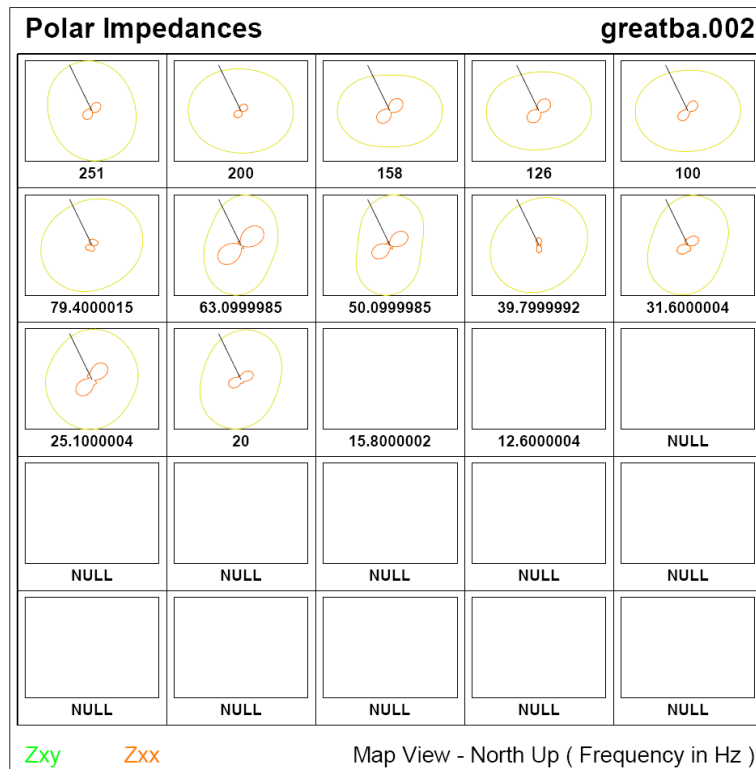 Polar Impedances greatba.002
251 200 158 126 100
79.4000015 63.0999985 50.0999985 39.7999992 31.6000004
25.1000004 20 15.8000002 12.6000004 NULL
NULL NULL NULL NULL NULL
NULL NULL NULL NULL NULL
Zxy Zxx Map View - North Up ( Frequency in Hz )